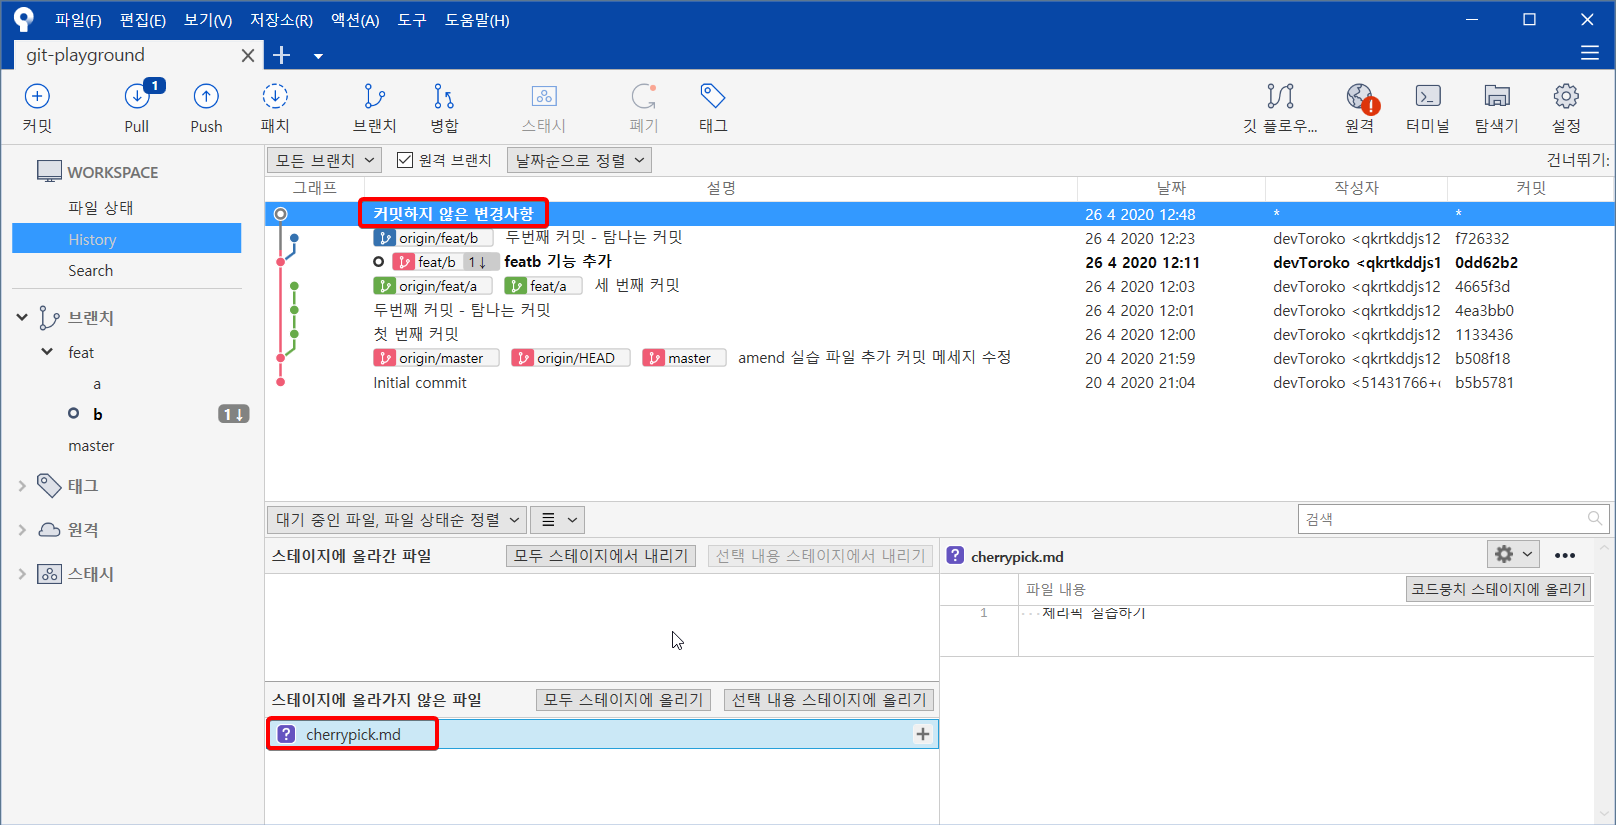 파일(F) 편집(E) 보기(V) 저장소(R) 액션(A) 도구 도움말(H)
git-playground
1
커밋 Pull Push 패치 브랜치 병합 스태시 폐기 태그 깃 플로우... 원격 터미널 탐색기 설정
WORKSPACE
파일 상태
History
Search
브랜치
feat
a
b 1↓
master
태그
원격
스태시
모든 브랜치 원격 브랜치 날짜순으로 정렬 건너뛰기:
그래프 설명 날짜 작성자 커밋
커밋하지 않은 변경사항 26 4 2020 12:48 * *
origin/feat/b 두번째 커밋 - 탐나는 커밋 26 4 2020 12:23 devToroko <qkrtkddjs12 f726332
feat/b 1↓ featb 기능 추가 26 4 2020 12:11 devToroko <qkrtkddjs1 0dd62b2
origin/feat/a feat/a 세 번째 커밋 26 4 2020 12:03 devToroko <qkrtkddjs12 4665f3d
두번째 커밋 - 탐나는 커밋 26 4 2020 12:01 devToroko <qkrtkddjs12 4ea3bb0
첫 번째 커밋 26 4 2020 12:00 devToroko <qkrtkddjs12 1133436
origin/master origin/HEAD master amend 실습 파일 추가 커밋 메세지 수정 20 4 2020 21:59 devToroko <qkrtkddjs12 b508f18
Initial commit 20 4 2020 21:04 devToroko <51431766+ b5b5781
대기 중인 파일, 파일 상태순 정렬 검색
스테이지에 올라간 파일 모두 스테이지에서 내리기 선택 내용 스테이지에서 내리기
스테이지에 올라가지 않은 파일 모두 스테이지에 올리기 선택 내용 스테이지에 올리기
? cherrypick.md +
? cherrypick.md
파일 내용 코드뭉치 스테이지에 올리기
1 체리픽 실습하기